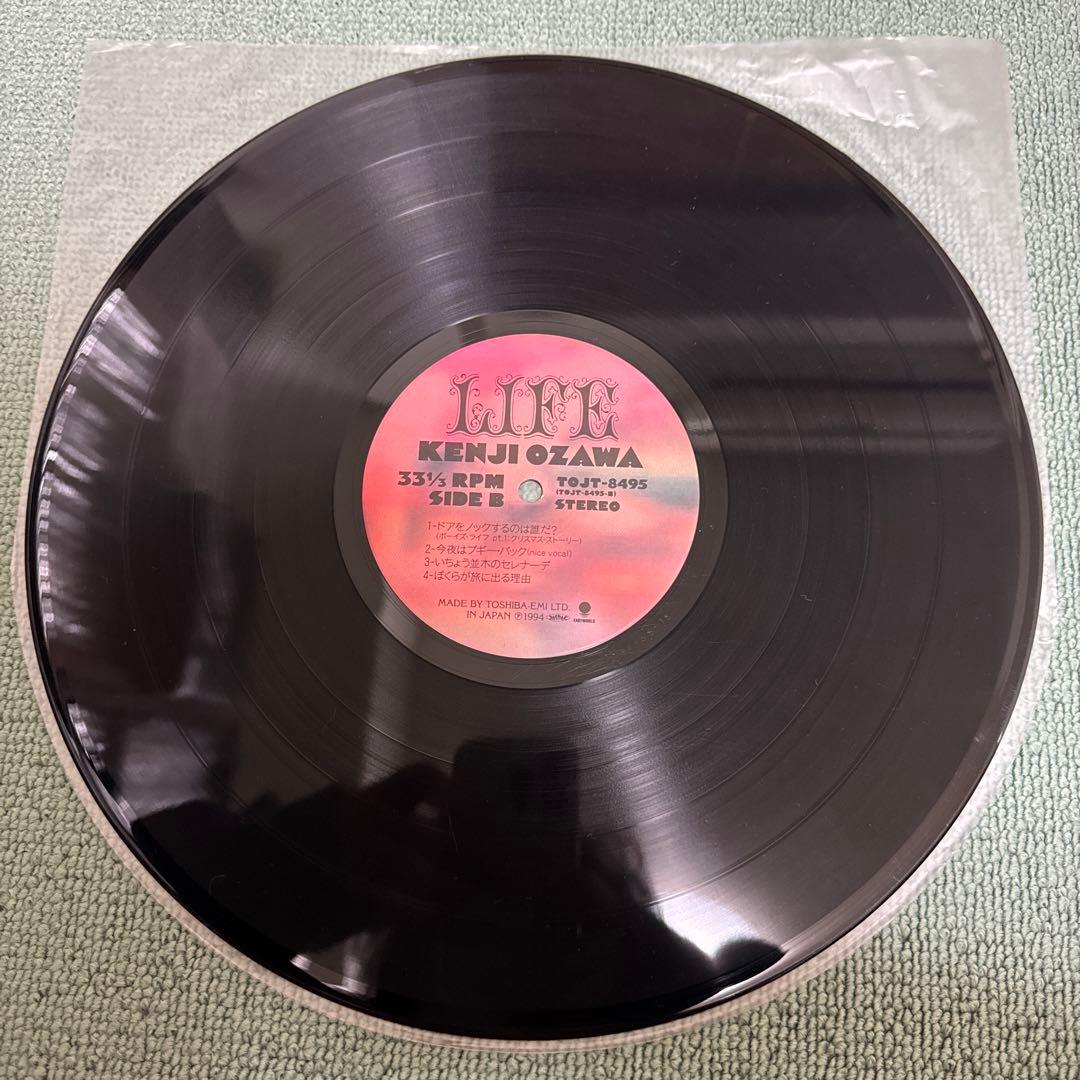 LIFE
KENJI OZAWA
33⅓ RPM
SIDE B
TOJT-8495
(TOJT-8495-B)
STEREO
1-ドアをノックするのは誰だ?
(ボーイズ・ライフ pt.1:クリスマス・ストーリー)
2-今夜はブギー・バック(nice vocal)
3-いちょう並木のセレナーデ
4-ぼくらが旅に出る理由
MADE BY TOSHIBA-EMI LTD.
IN JAPAN ℗1994
EASTWORLD